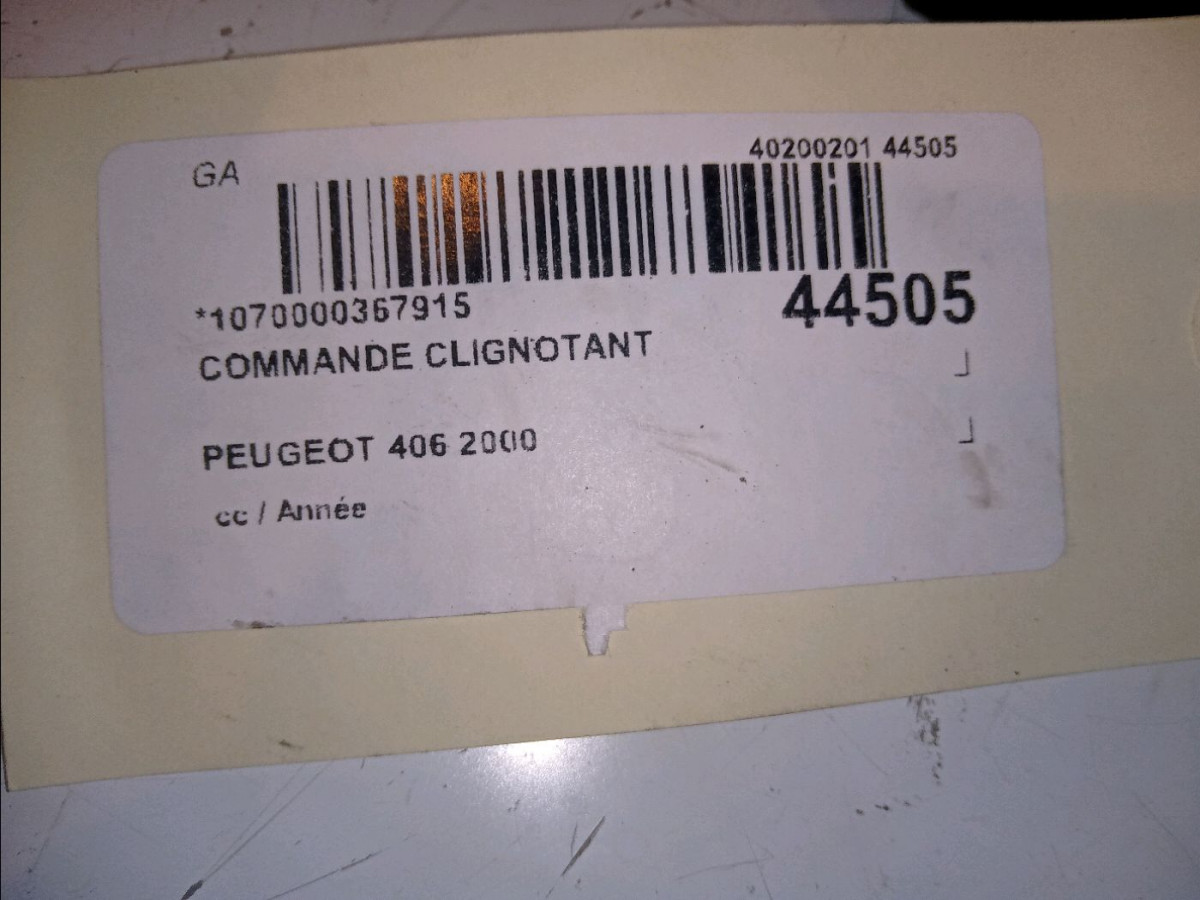 GA
40200201 44505
*1070000367915
44505
COMMANDE CLIGNOTANT
PEUGEOT 406 2000
cc / Année